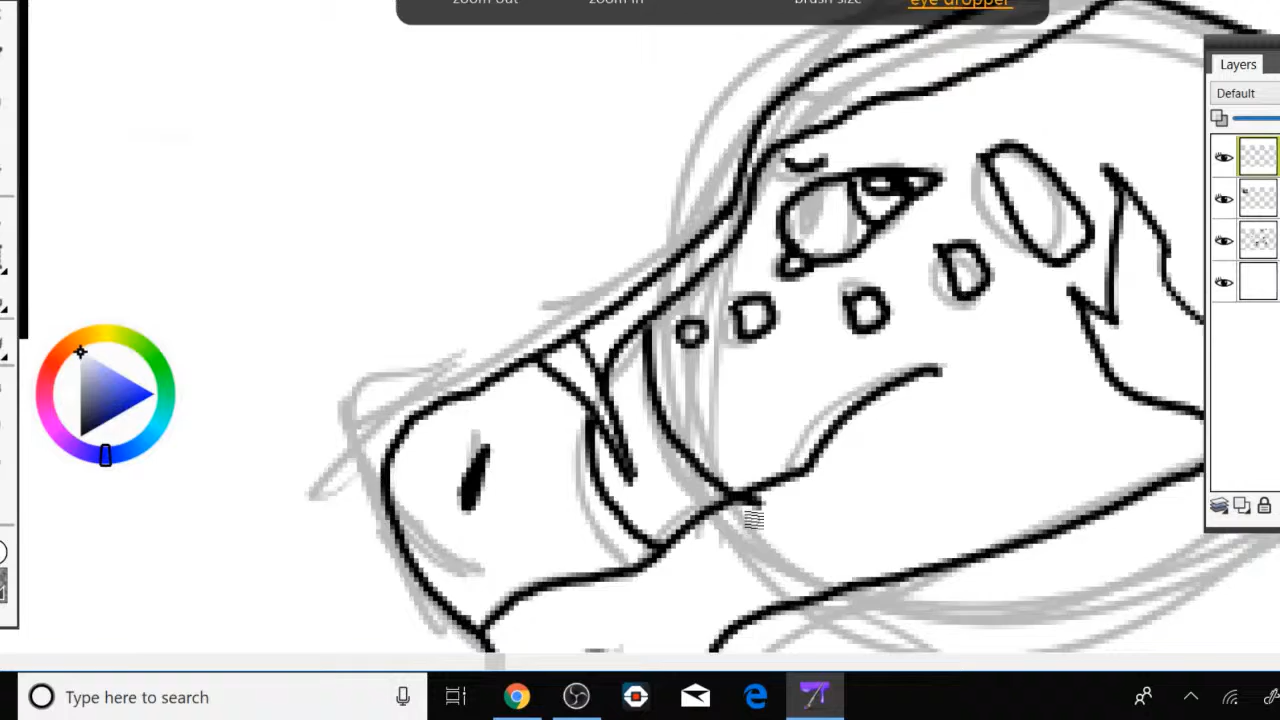 zoom out zoom in brush size eye dropper
Layers
Default
Type here to search